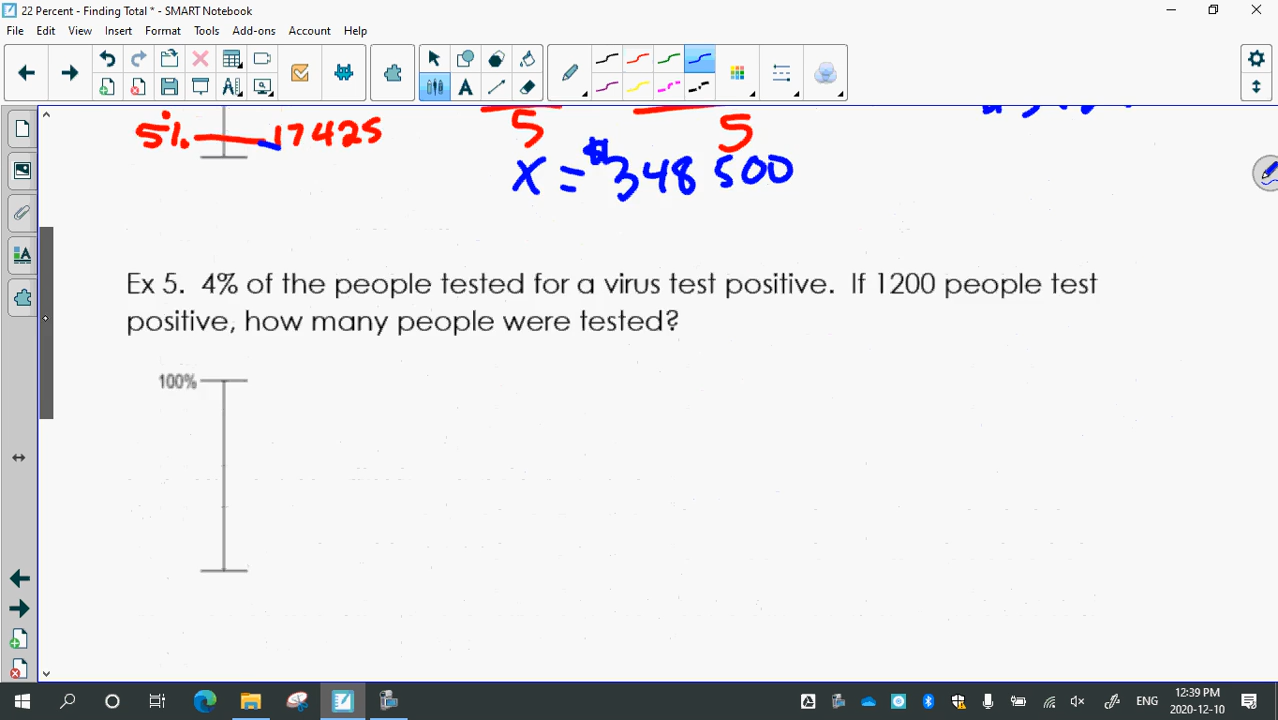 22 Percent - Finding Total * - SMART Notebook
File Edit View Insert Format Tools Add-ons Account Help
5%. 17425
5 5
x = $348 500
Ex 5. 4% of the people tested for a virus test positive. If 1200 people test
positive, how many people were tested?
100%
ENG
12:39 PM
2020-12-10